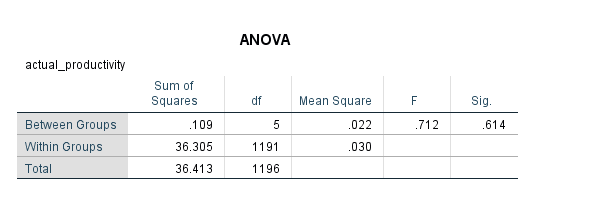 ANOVA
actual_productivity
Sum of Squares df Mean Square F Sig.
Between Groups .109 5 .022 .712 .614
Within Groups 36.305 1191 .030
Total 36.413 1196